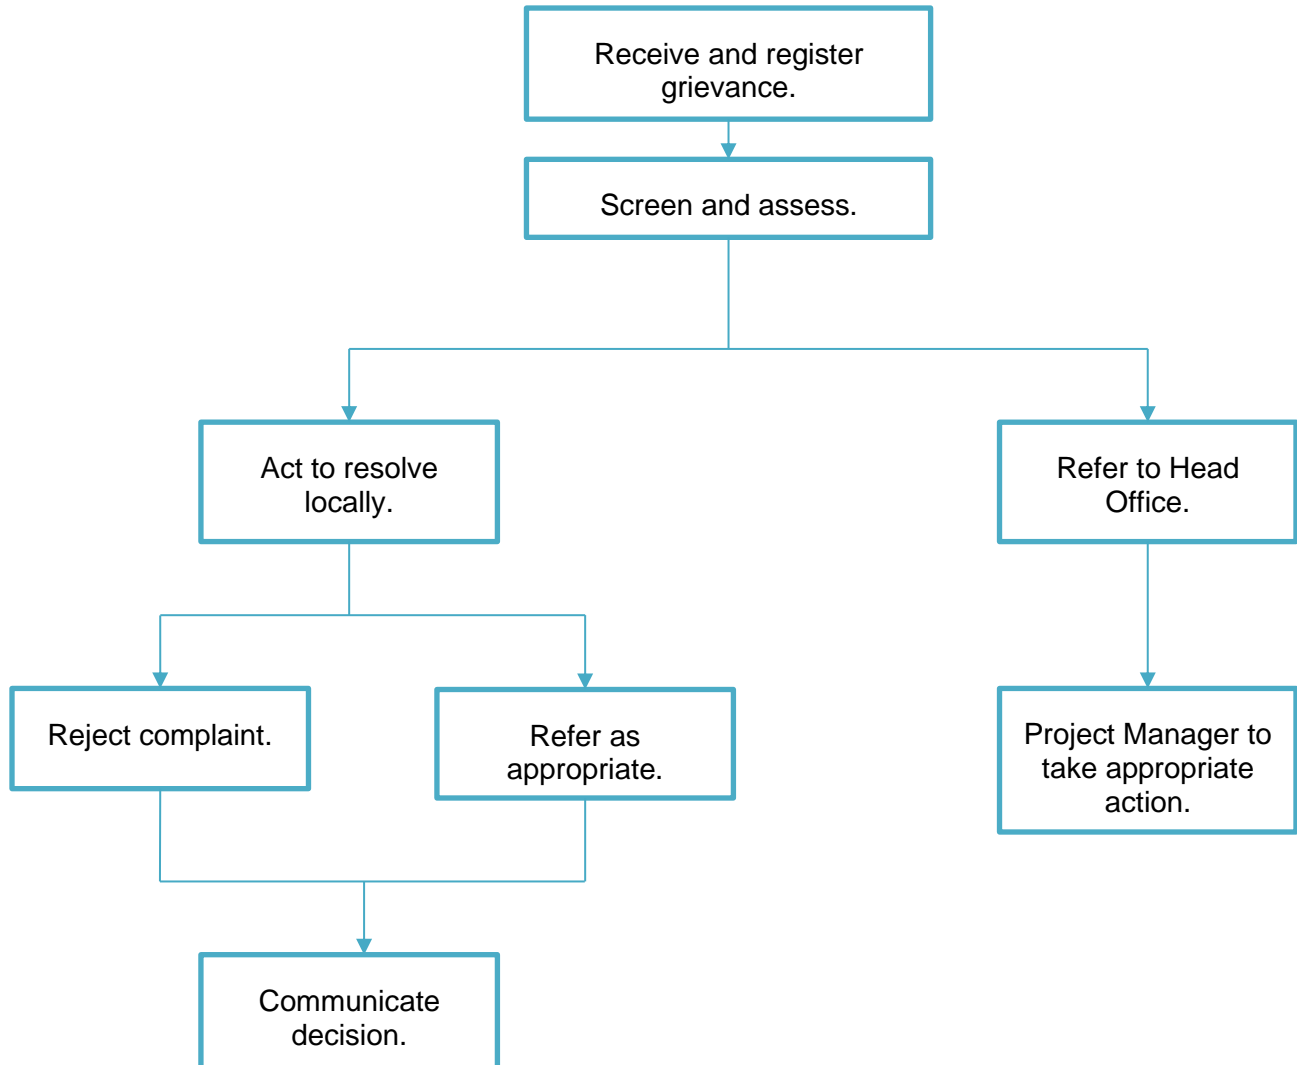 Receive and register
grievance.
Screen and assess.
Act to resolve
locally.
Refer to Head
Office.
Reject complaint.
Refer as
appropriate.
Project Manager to
take appropriate
action.
Communicate
decision.